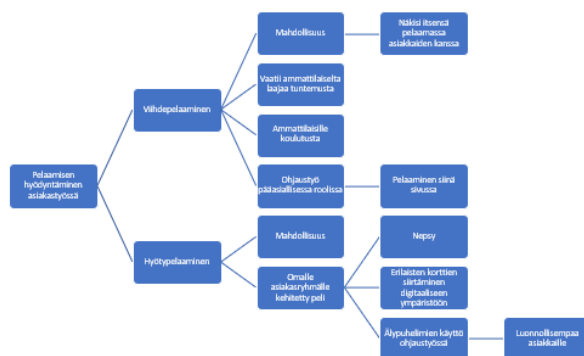 Mahdollisuus
Näkisi itsensä
pelaamassa
asiakkaiden kanssa
Viihdepelaaminen
Vaatii ammattilaiselta
laajaa tuntemusta
Ammattilaisille
koulutusta
Ohjaustyö
pääasiallisessa roolissa
Pelaaminen siinä
sivussa
Pelaamisen
hyödyntäminen
asiakastyössä
Hyötypelaaminen
Mahdollisuus
Omalle
asiakasryhmälle
kehitetty peli
Nepsy
Erilaisten korttien
siirtäminen
digitaaliseen
ympäristöön
Älypuhelimien käyttö
ohjaustyössä
Luonnollisempaa
asiakkaille